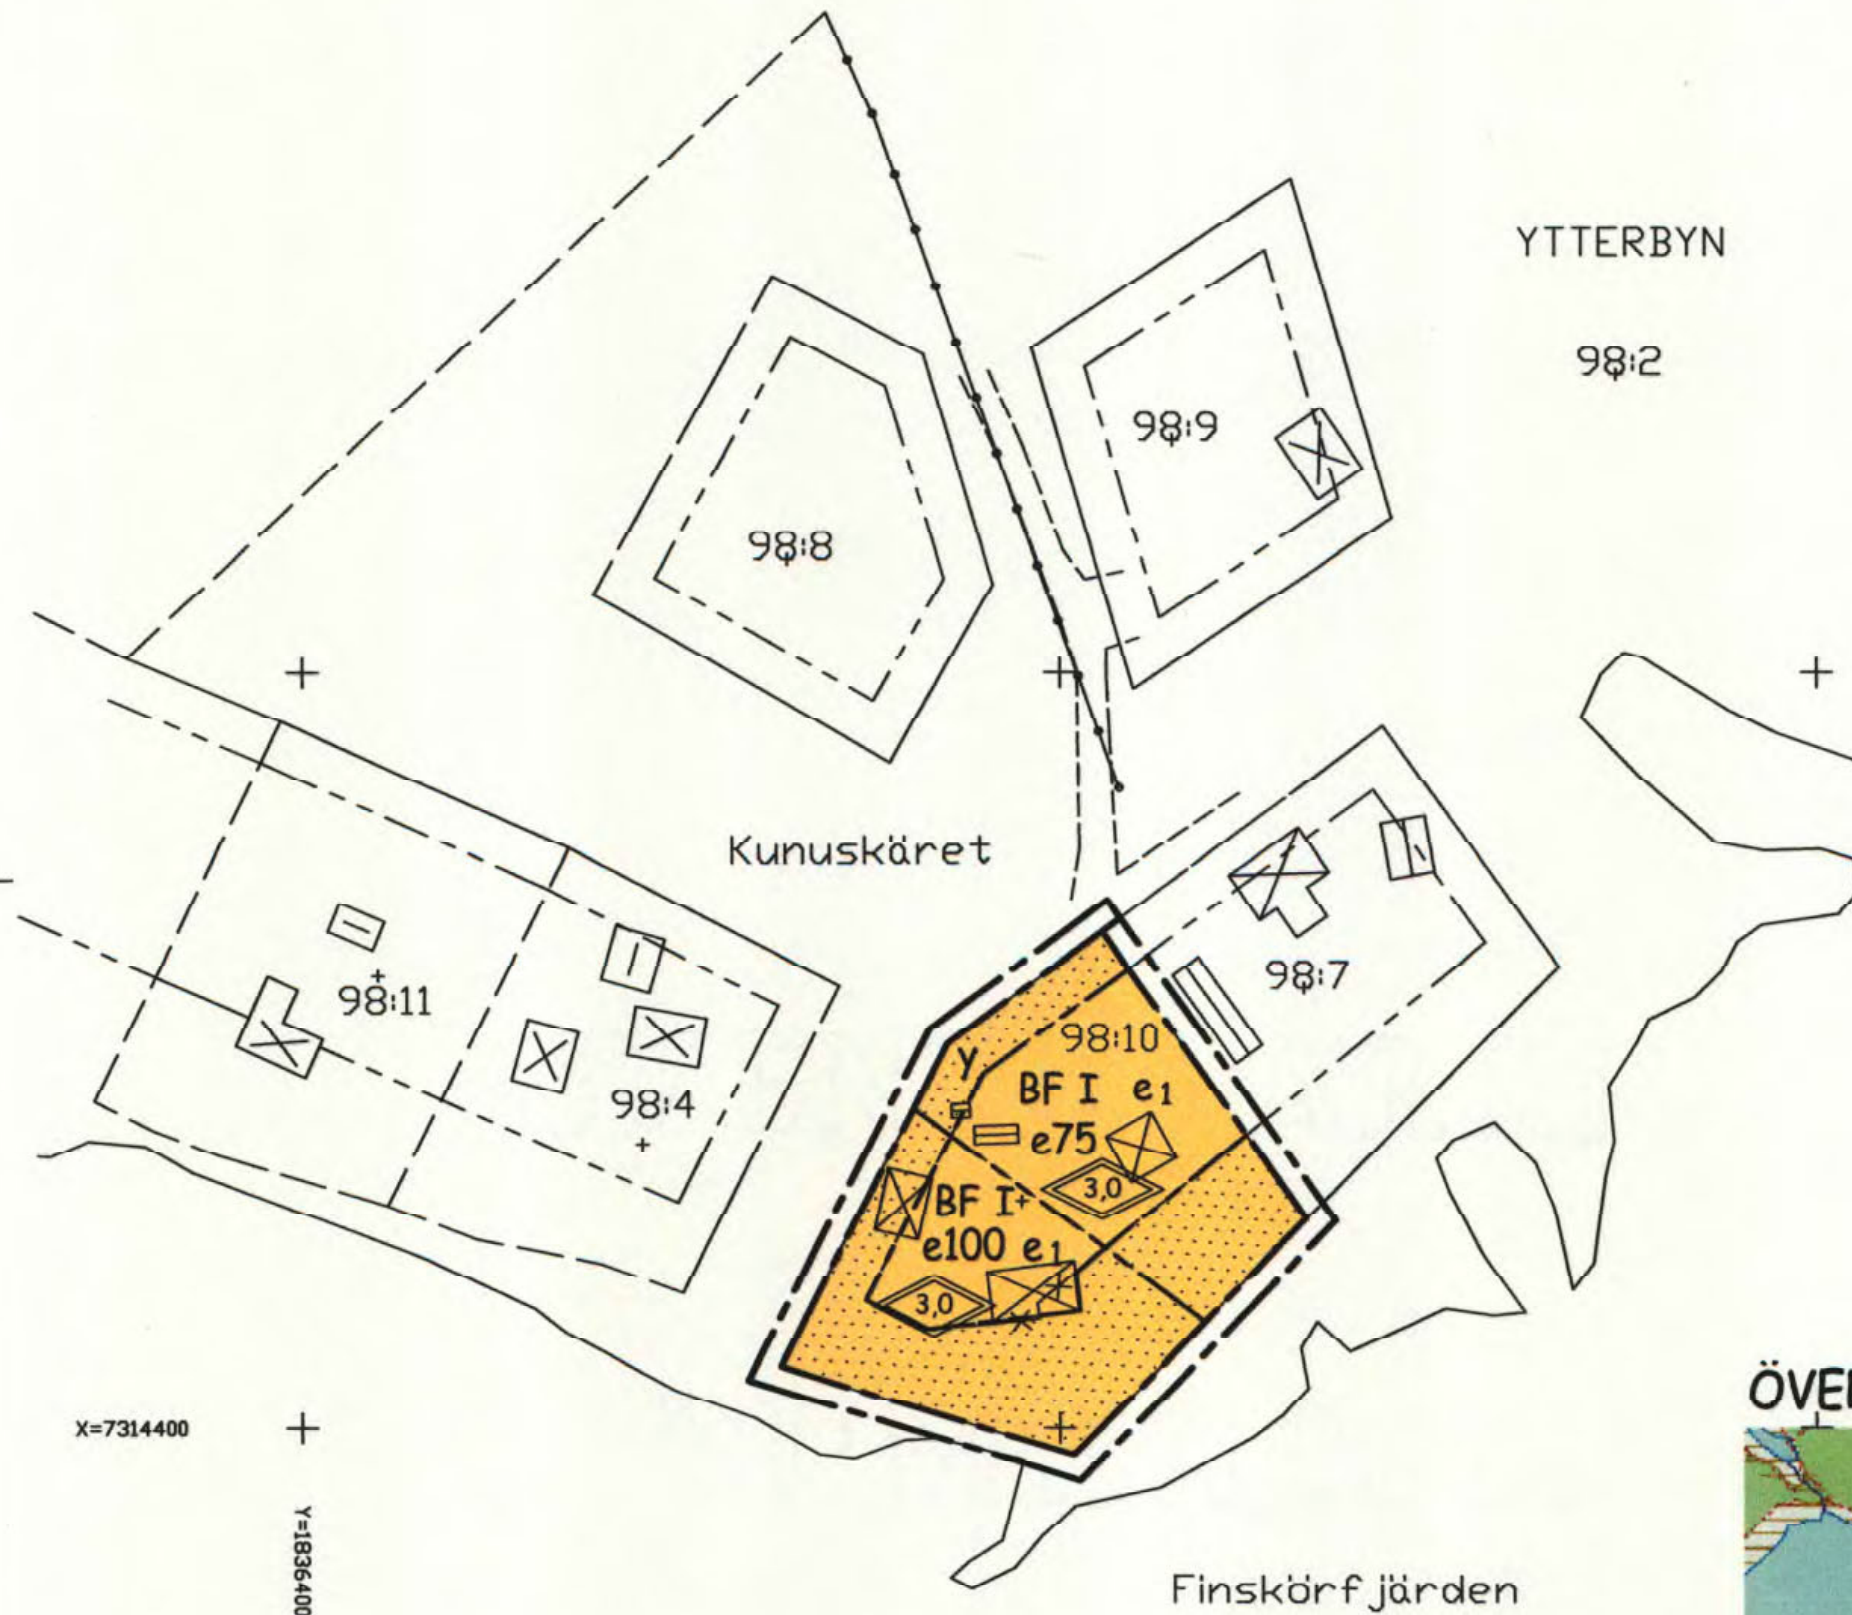 YTTERBYN
98:2
98:9
98:8
Kunuskäret
98:7
98:11
98:10
y
BF I e1
98:4
e75
3,0
BF I
e100 e1
3,0
ÖVE
X=7314400
Y=1836400
Finskörfjärden